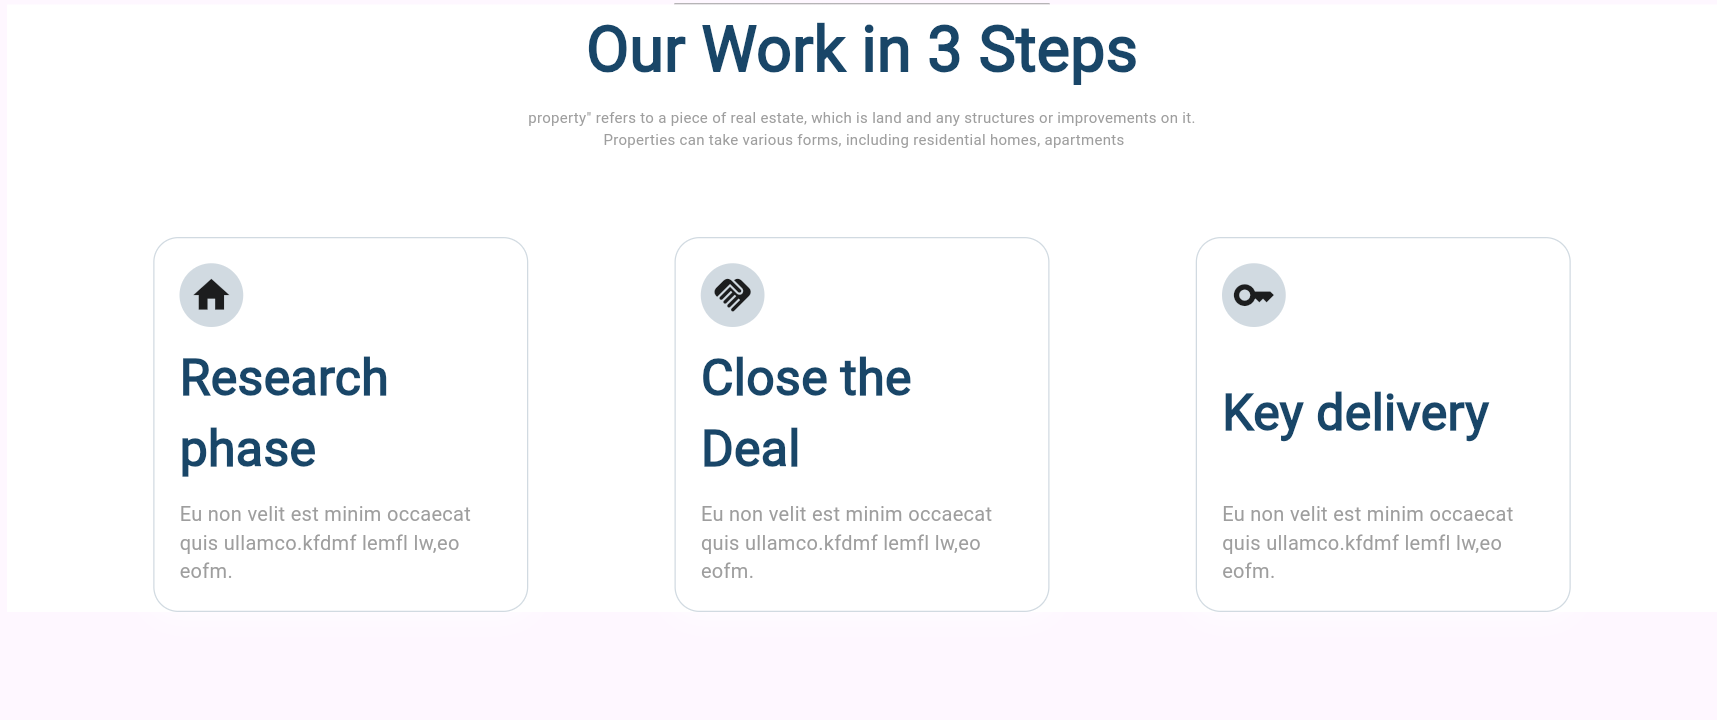 Our Work in 3 Steps
property" refers to a piece of real estate, which is land and any structures or improvements on it.
Properties can take various forms, including residential homes, apartments
Research
phase
Eu non velit est minim occaecat
quis ullamco.kfdmf lemfl lw,eo
eofm.
Close the
Deal
Eu non velit est minim occaecat
quis ullamco.kfdmf lemfl lw,eo
eofm.
Key delivery
Eu non velit est minim occaecat
quis ullamco.kfdmf lemfl lw,eo
eofm.